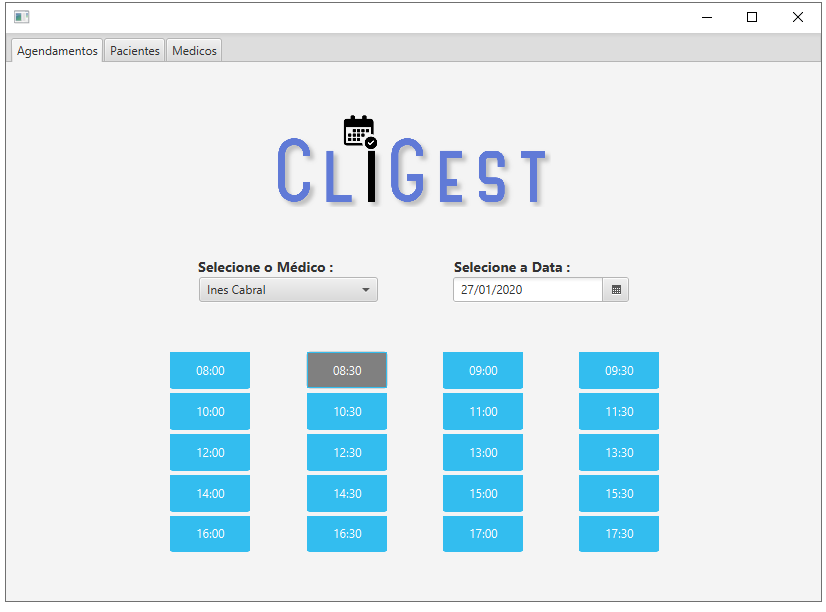 Agendamentos Pacientes Medicos
CLiGEST
Selecione o Médico : Selecione a Data :
Ines Cabral 27/01/2020
08:00 08:30 09:00 09:30
10:00 10:30 11:00 11:30
12:00 12:30 13:00 13:30
14:00 14:30 15:00 15:30
16:00 16:30 17:00 17:30